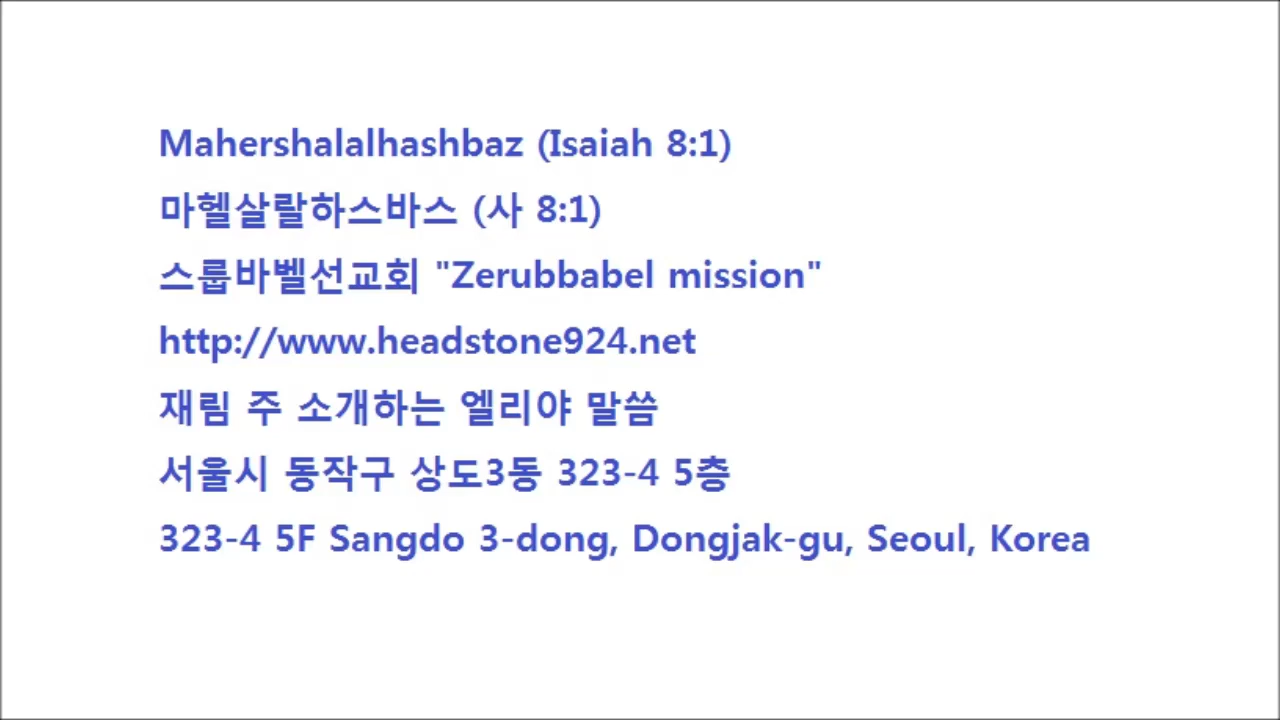 Mahershalalhashbaz (Isaiah 8:1)
마헬살랄하스바스 (사 8:1)
스룹바벨선교회 "Zerubbabel mission"
http://www.headstone924.net
재림 주 소개하는 엘리야 말씀
서울시 동작구 상도3동 323-4 5층
323-4 5F Sangdo 3-dong, Dongjak-gu, Seoul, Korea